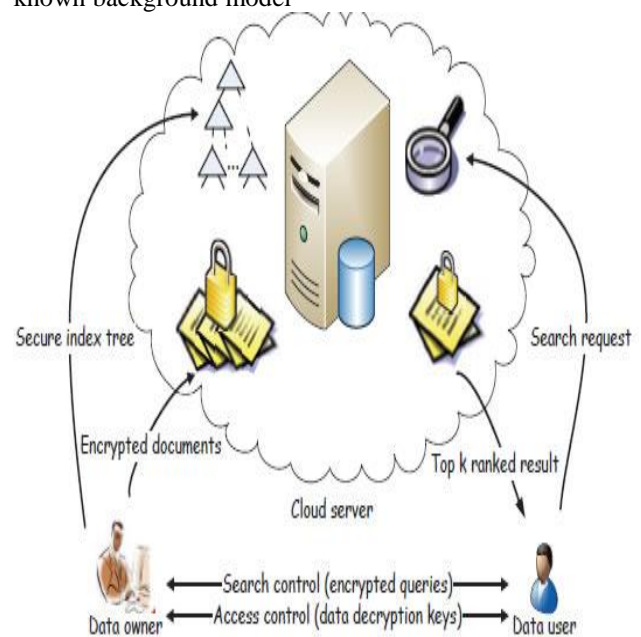 known background model
Secure index tree
Search request
Encrypted documents
Top k ranked result
Cloud server
Search control (encrypted queries)
Access control (data decryption keys)
Data owner
Data user